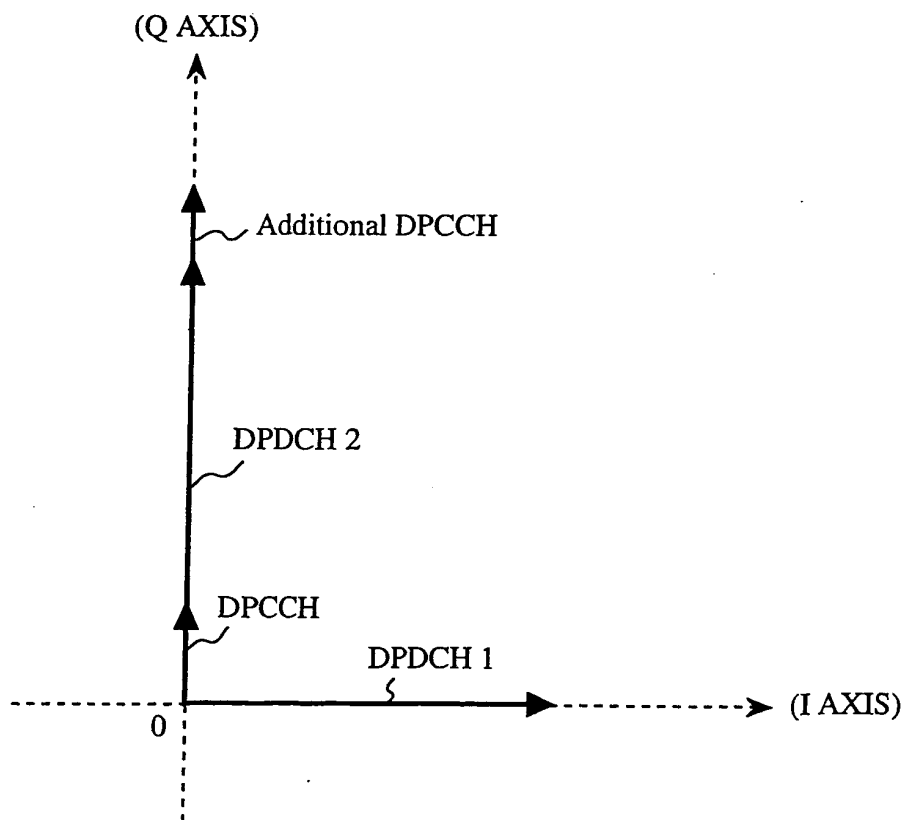 (Q AXIS)
Additional DPCCH
DPDCH 2
DPCCH
DPDCH 1
(I AXIS)
0